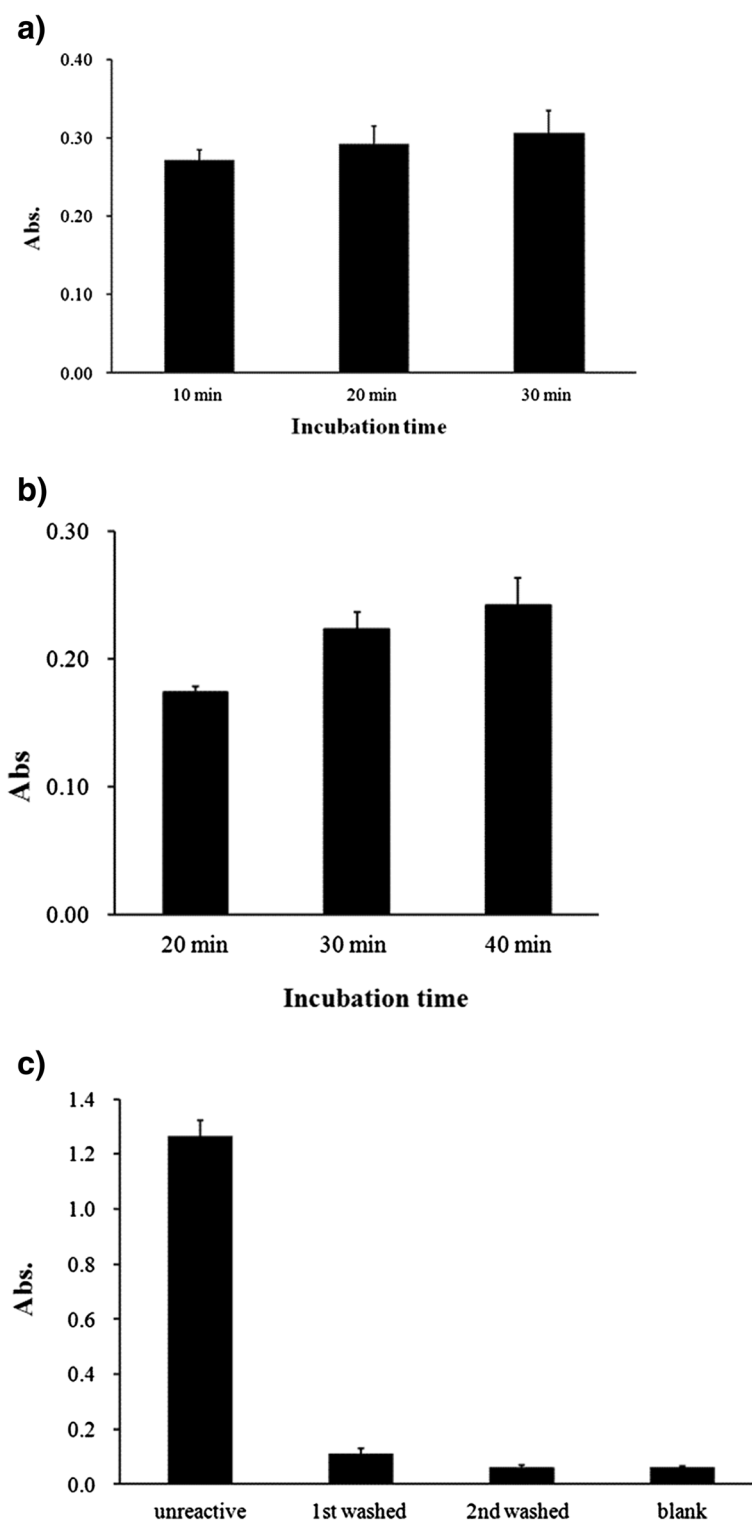 a)
0.40
0.30
0.20
0.10
0.00
Abs.
10 min 20 min 30 min
Incubation time
b)
0.30
0.20
0.10
0.00
Abs
20 min 30 min 40 min
Incubation time
c)
1.4
1.2
1.0
0.8
0.6
0.4
0.2
0.0
Abs.
unreactive 1st washed 2nd washed blank